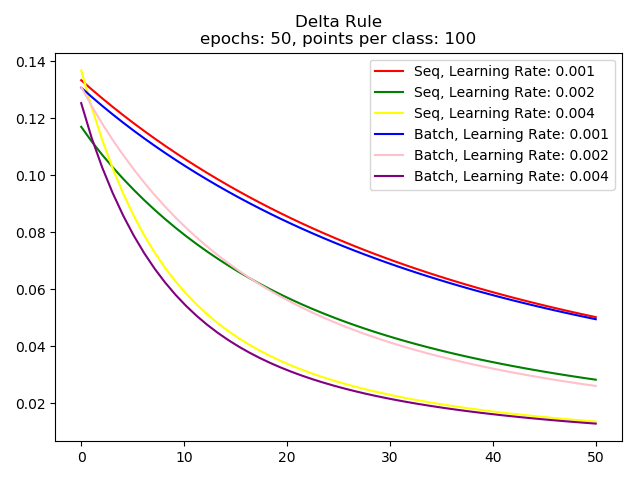 Delta Rule
epochs: 50, points per class: 100
0.14
0.12
0.10
0.08
0.06
0.04
0.02
0
10
20
30
40
50
Seq, Learning Rate: 0.001
Seq, Learning Rate: 0.002
Seq, Learning Rate: 0.004
Batch, Learning Rate: 0.001
Batch, Learning Rate: 0.002
Batch, Learning Rate: 0.004